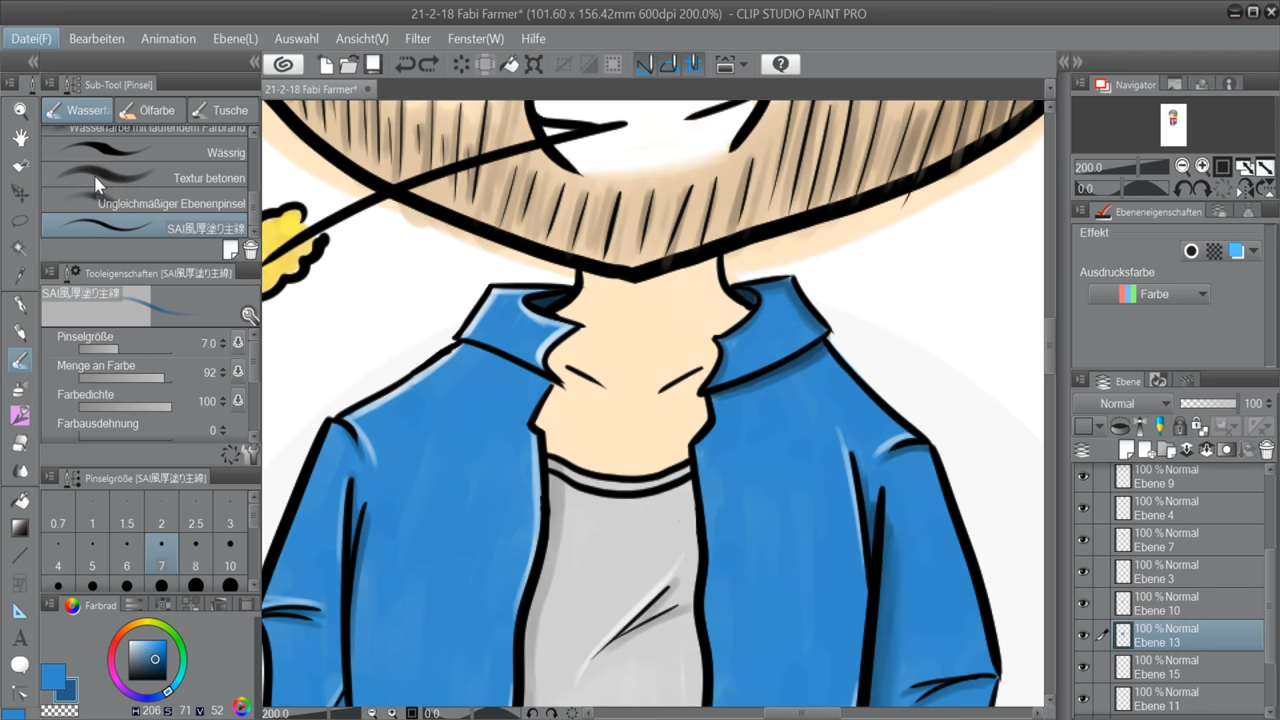 21-2-18 Fabi Farmer* (101.60 x 156.42mm 600dpi 200.0%) - CLIP STUDIO PAINT PRO
Datei(F) Bearbeiten Animation Ebene(L) Auswahl Ansicht(V) Filter Fenster(W) Hilfe
Sub-Tool [Pinsel]
21-2-18 Fabi Farmer*
Wasserf Ölfarbe Tusche
Wasserfarbe mit laufendem Farbrand
Wässrig
Textur betonen
Ungleichmäßiger Ebenenpinsel
SAI風厚塗り主線
Tooleigenschaften [SAI風厚塗り主線]
SAI風厚塗り主線
Pinselgröße 7.0
Menge an Farbe 92
Farbedichte 100
Farbausdehnung 0
Pinselgröße [SAI風厚塗り主線]
0.7 1 1.5 2 2.5 3
4 5 6 7 8 10
Farbrad
H 206 S 71 V 52
200.0 0.0
Navigator
200.0
0.0
Ebeneneigenschaften
Effekt
Ausdrucksfarbe
Farbe
Ebene
Normal 100
100 % Normal
Ebene 9
100 % Normal
Ebene 4
100 % Normal
Ebene 7
100 % Normal
Ebene 3
100 % Normal
Ebene 10
100 % Normal
Ebene 13
100 % Normal
Ebene 15
100 % Normal
Ebene 11